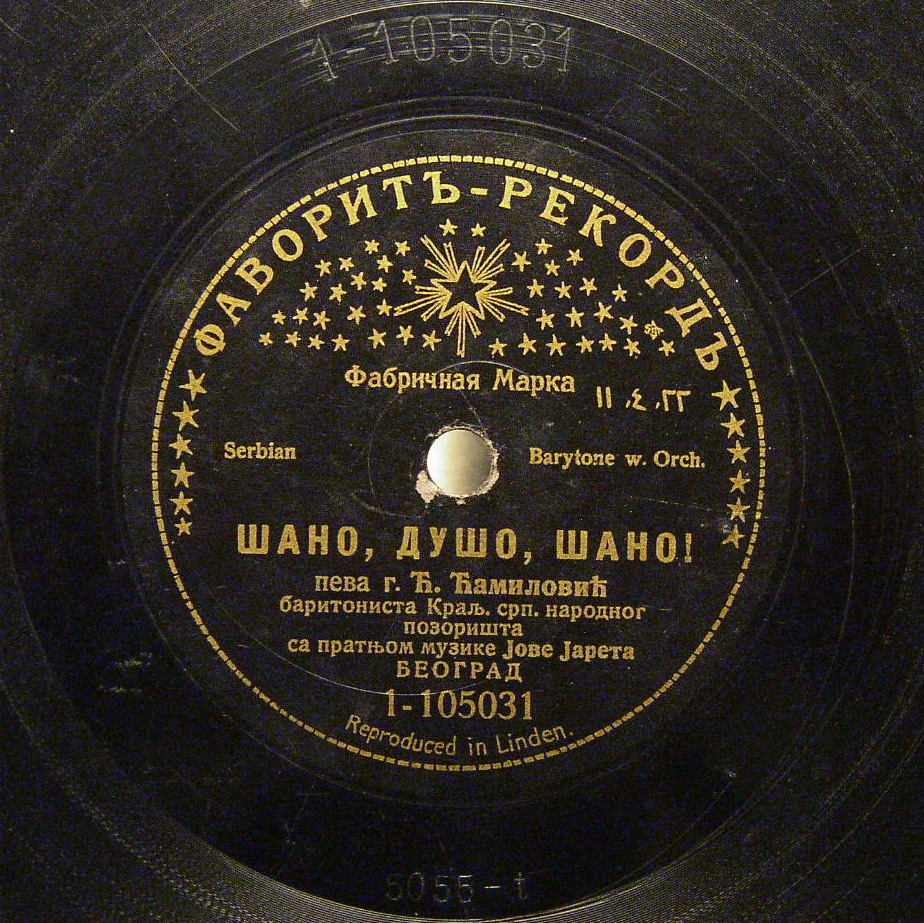 1-105031
ФАВОРИТЪ-РЕКОРДЪ
Фабричная Марка
Serbian
Barytone w. Orch.
ШАНО, ДУШО, ШАНО!
пева г. Ћ. Ћамиловић
баритониста Краљ. срп. народног
позоришта
са пратњом музике Јове Јарета
БЕОГРАД
1-105031
Reproduced in Linden.
5055-t